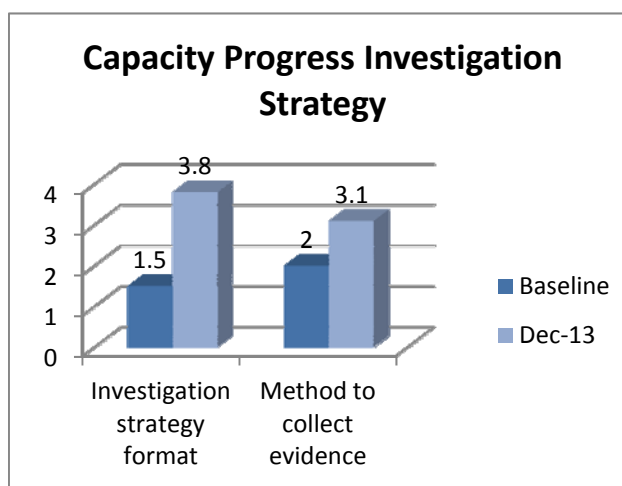 Capacity Progress Investigation
Strategy
4
3
2
1
0
1.5
3.8
2
3.1
Investigation
strategy
format
Method to
collect
evidence
Baseline
Dec-13